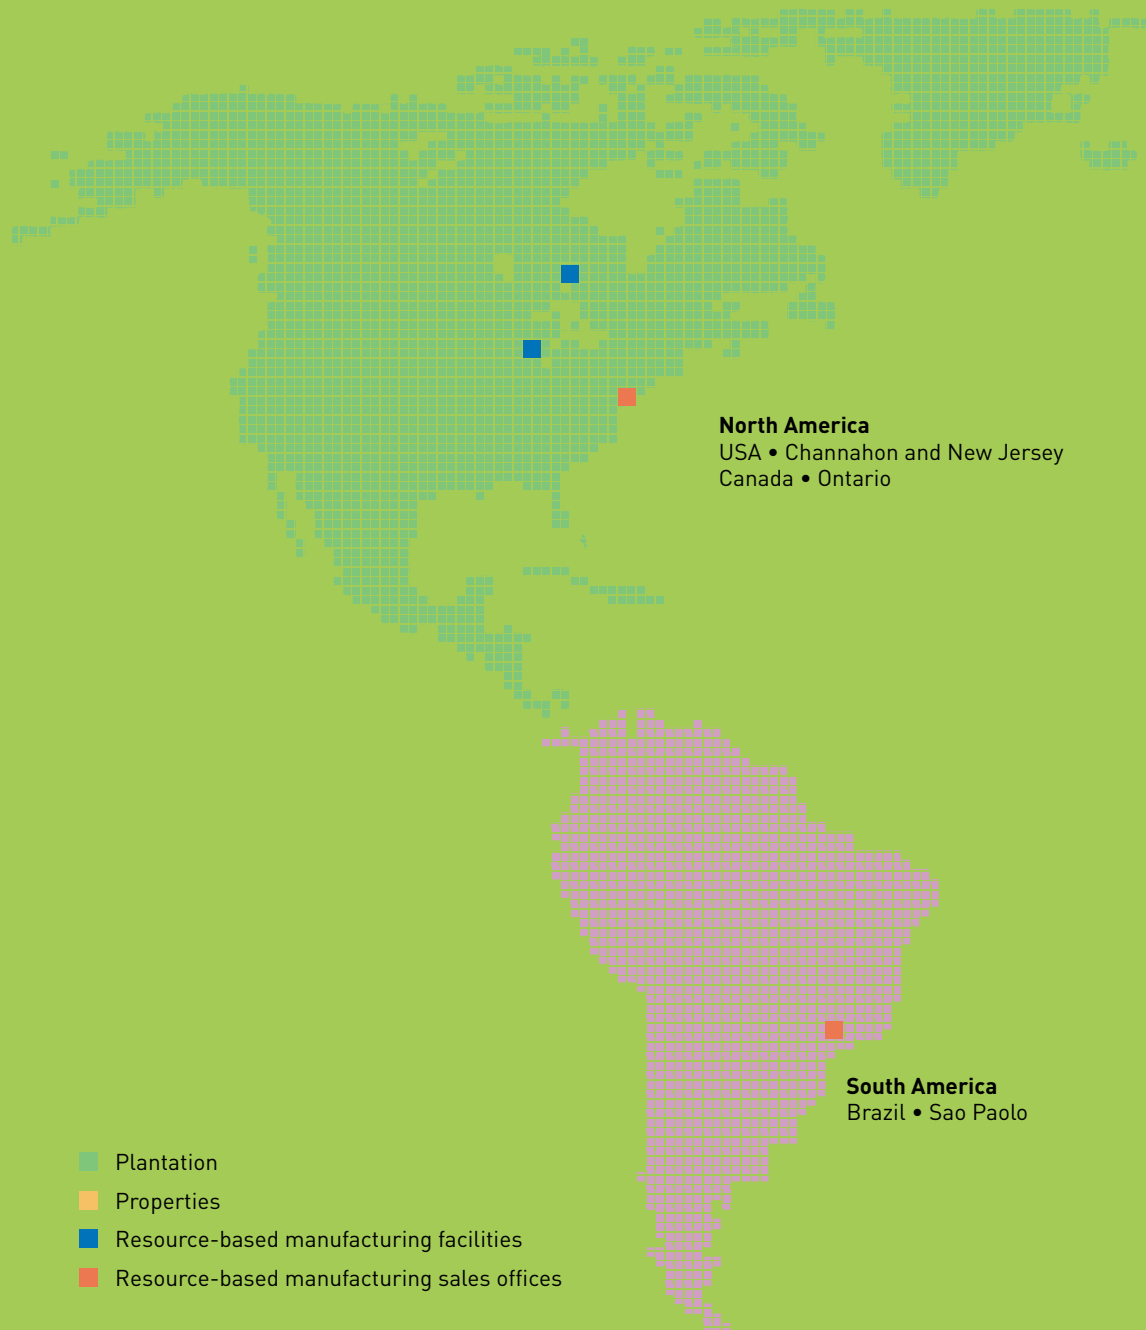 North America
USA • Channahon and New Jersey
Canada • Ontario
South America
Brazil • Sao Paolo
Plantation
Properties
Resource-based manufacturing facilities
Resource-based manufacturing sales offices